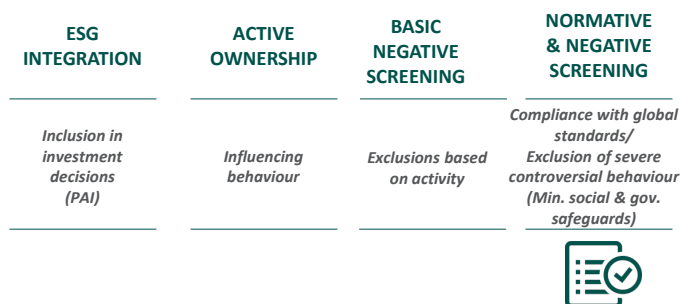 ESG
INTEGRATION
Inclusion in
investment
decisions
(PAI)
ACTIVE
OWNERSHIP
Influencing
behaviour
BASIC
NEGATIVE
SCREENING
Exclusions based
on activity
NORMATIVE
& NEGATIVE
SCREENING
Compliance with global
standards/
Exclusion of severe
controversial behaviour
(Min. social & gov.
safeguards)